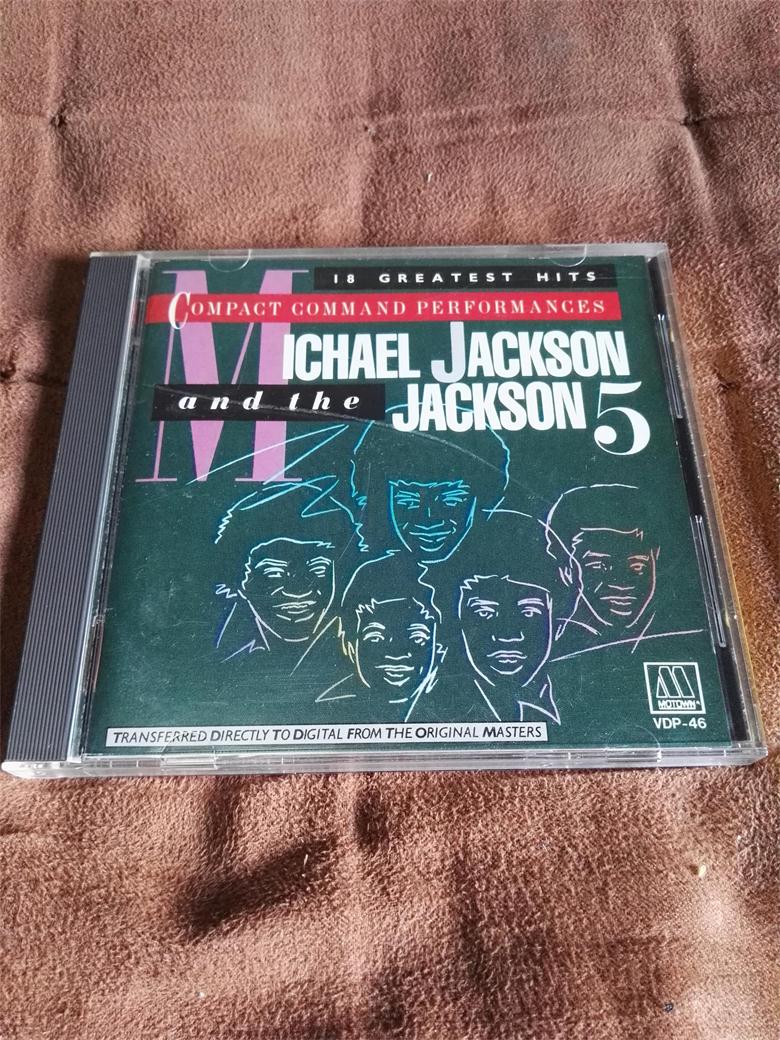 18 GREATEST HITS
COMPACT COMMAND PERFORMANCES
MICHAEL JACKSON
and the JACKSON 5
MOTOWN
VDP-46
TRANSFERRED DIRECTLY TO DIGITAL FROM THE ORIGINAL MASTERS